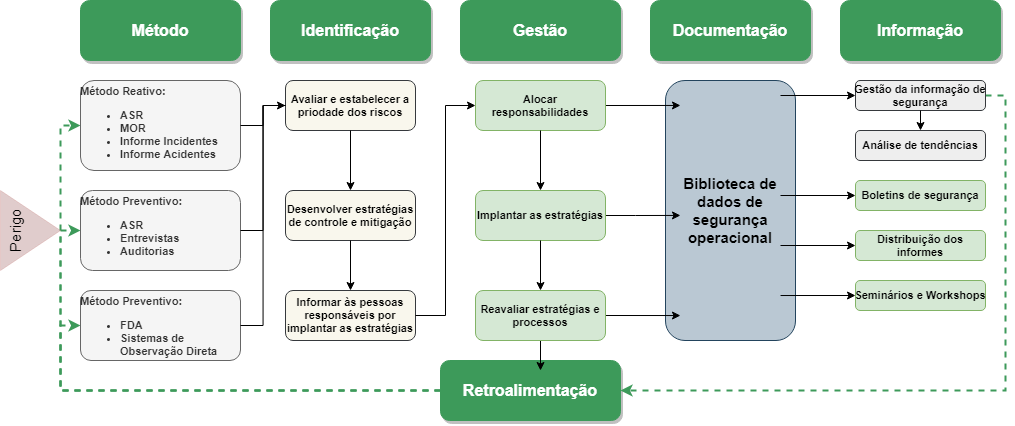 Método
Identificação
Gestão
Documentação
Informação
Perigo
Método Reativo:
• ASR
• MOR
• Informe Incidentes
• Informe Acidentes
Método Preventivo:
• ASR
• Entrevistas
• Auditorias
Método Preventivo:
• FDA
• Sistemas de
Observação Direta
Avaliar e estabelecer a
priodade dos riscos
Desenvolver estratégias
de controle e mitigação
Informar às pessoas
responsáveis por
implantar as estratégias
Alocar
responsabilidades
Implantar as estratégias
Reavaliar estratégias e
processos
Biblioteca de
dados de
segurança
operacional
Gestão da informação de
segurança
Análise de tendências
Boletins de segurança
Distribuição dos
informes
Seminários e Workshops
Retroalimentação